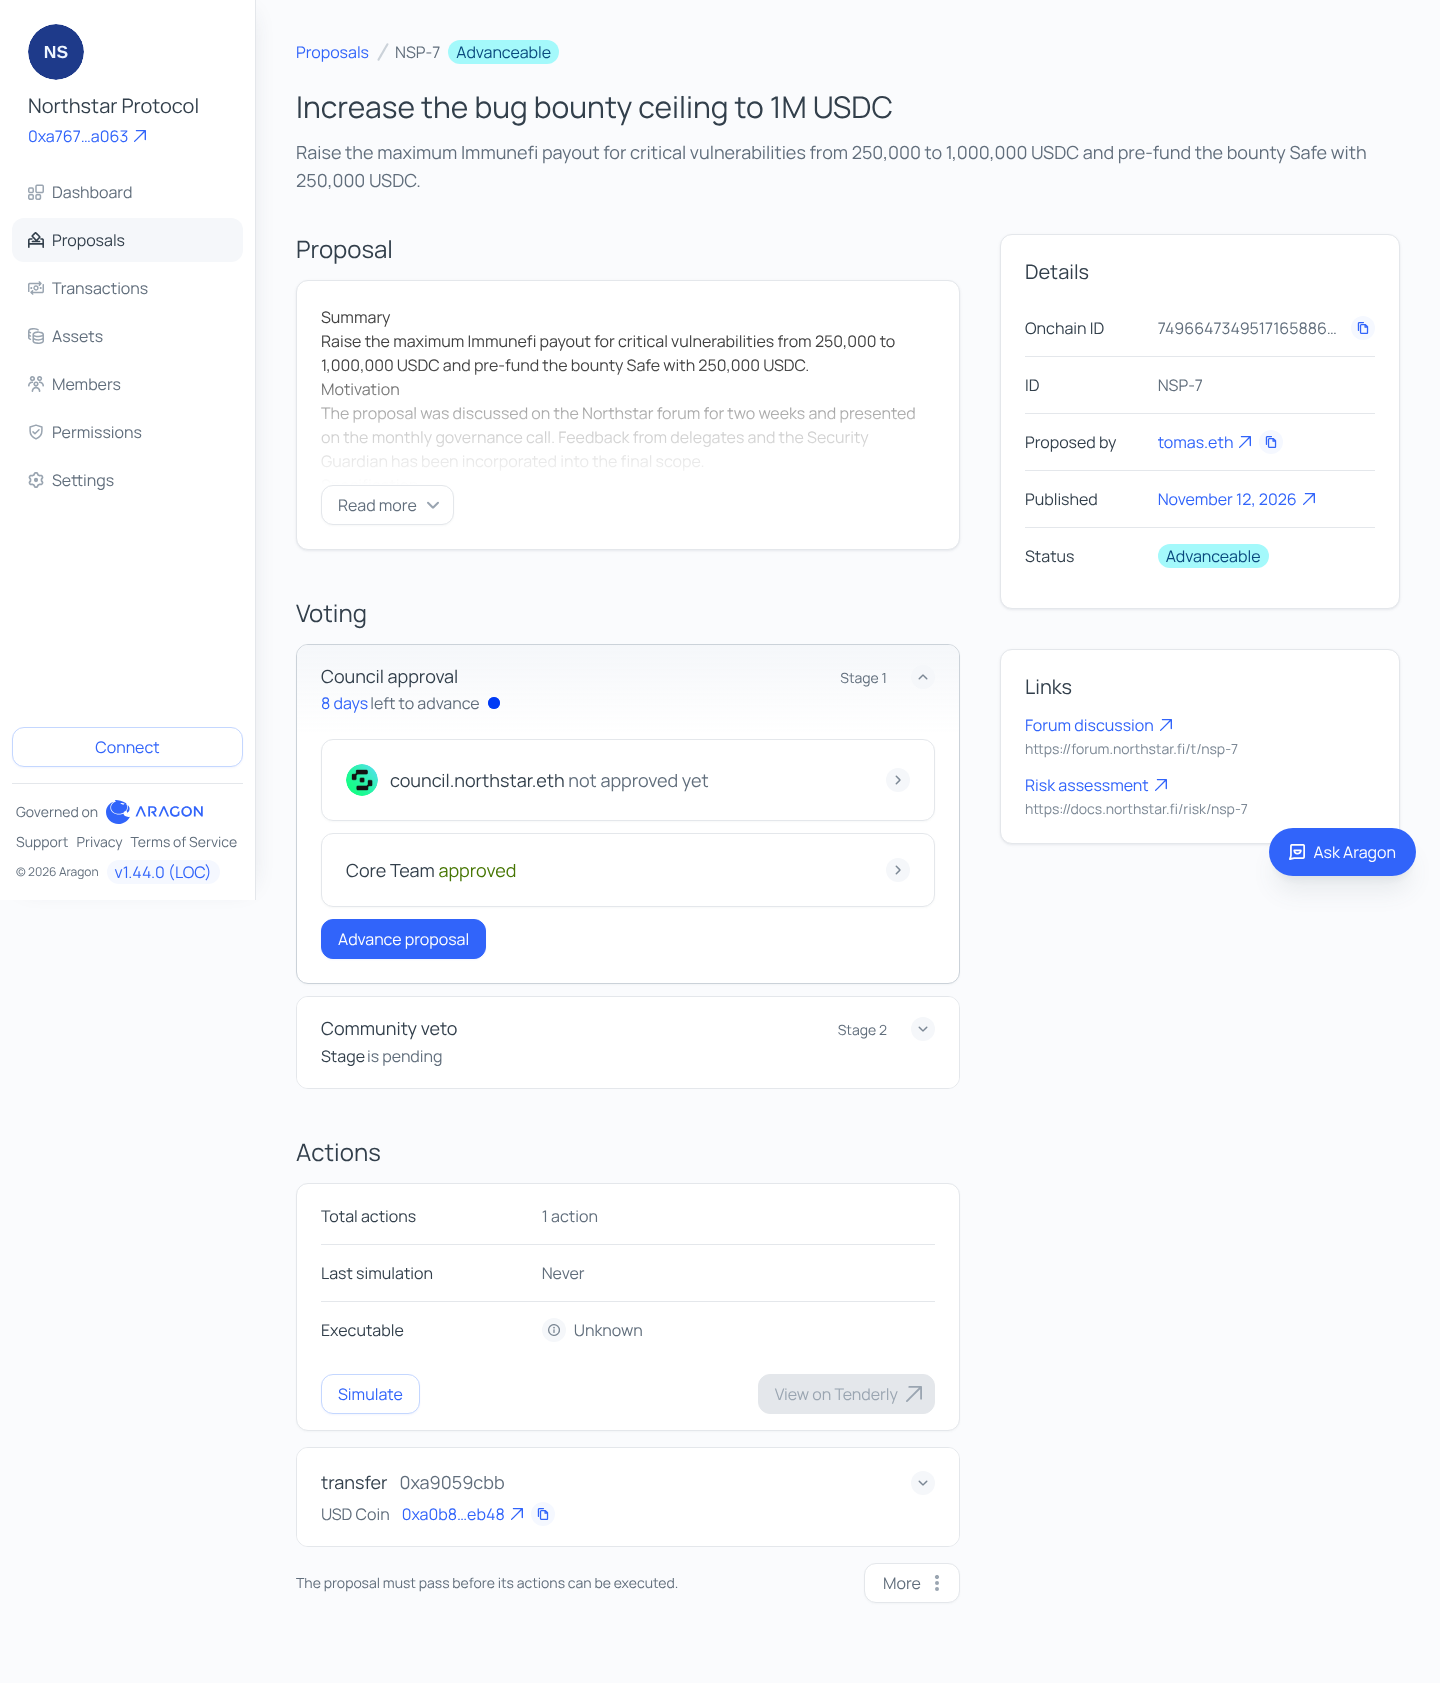 NS
Northstar Protocol
0xa767…a063
Dashboard
Proposals
Transactions
Assets
Members
Permissions
Settings
Connect
Governed on ARAGON
Support Privacy Terms of Service
© 2026 Aragon v1.44.0 (LOC)
Proposals / NSP-7 Advanceable
Increase the bug bounty ceiling to 1M USDC
Raise the maximum Immunefi payout for critical vulnerabilities from 250,000 to 1,000,000 USDC and pre-fund the bounty Safe with
250,000 USDC.
Proposal
Summary
Raise the maximum Immunefi payout for critical vulnerabilities from 250,000 to
1,000,000 USDC and pre-fund the bounty Safe with 250,000 USDC.
Motivation
The proposal was discussed on the Northstar forum for two weeks and presented
on the monthly governance call. Feedback from delegates and the Security
Guardian has been incorporated into the final scope.
Read more
Voting
Council approval Stage 1
8 days left to advance
council.northstar.eth not approved yet
Core Team approved
Advance proposal
Community veto Stage 2
Stage is pending
Actions
Total actions 1 action
Last simulation Never
Executable Unknown
Simulate View on Tenderly
transfer 0xa9059cbb
USD Coin 0xa0b8…eb48
The proposal must pass before its actions can be executed. More
Details
Onchain ID 7496647349517165886…
ID NSP-7
Proposed by tomas.eth
Published November 12, 2026
Status Advanceable
Links
Forum discussion
https://forum.northstar.fi/t/nsp-7
Risk assessment
https://docs.northstar.fi/risk/nsp-7
Ask Aragon